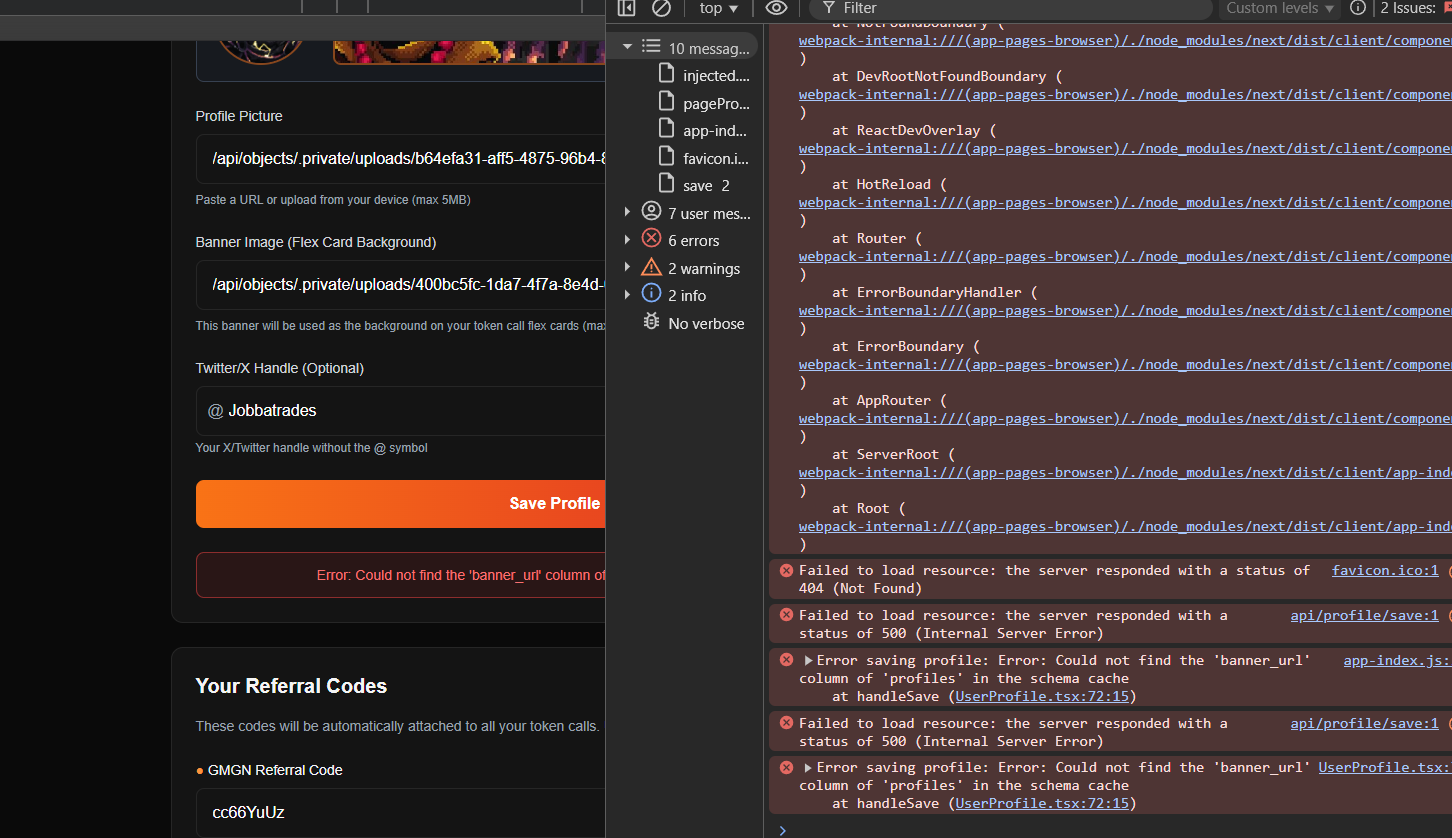 Profile Picture
/api/objects/.private/uploads/b64efa31-aff5-4875-96b4-8
Paste a URL or upload from your device (max 5MB)
Banner Image (Flex Card Background)
/api/objects/.private/uploads/400bc5fc-1da7-4f7a-8e4d-
This banner will be used as the background on your token call flex cards (max
Twitter/X Handle (Optional)
@ Jobbatrades
Your X/Twitter handle without the @ symbol
Save Profile
Error: Could not find the 'banner_url' column of
Your Referral Codes
These codes will be automatically attached to all your token calls.
GMGN Referral Code
cc66YuUz
top
Filter
Custom levels
2 Issues:
10 messag...
injected....
pagePro...
app-ind...
favicon.i...
save 2
7 user mes...
6 errors
2 warnings
2 info
No verbose
at NotFoundBoundary (
webpack-internal:///(app-pages-browser)/./node_modules/next/dist/client/compone
)
at DevRootNotFoundBoundary (
webpack-internal:///(app-pages-browser)/./node_modules/next/dist/client/compone
)
at ReactDevOverlay (
webpack-internal:///(app-pages-browser)/./node_modules/next/dist/client/compone
)
at HotReload (
webpack-internal:///(app-pages-browser)/./node_modules/next/dist/client/compone
)
at Router (
webpack-internal:///(app-pages-browser)/./node_modules/next/dist/client/compone
)
at ErrorBoundaryHandler (
webpack-internal:///(app-pages-browser)/./node_modules/next/dist/client/compone
)
at ErrorBoundary (
webpack-internal:///(app-pages-browser)/./node_modules/next/dist/client/compone
)
at AppRouter (
webpack-internal:///(app-pages-browser)/./node_modules/next/dist/client/compone
)
at ServerRoot (
webpack-internal:///(app-pages-browser)/./node_modules/next/dist/client/app-ind
)
at Root (
webpack-internal:///(app-pages-browser)/./node_modules/next/dist/client/app-ind
)
Failed to load resource: the server responded with a status of favicon.ico:1
404 (Not Found)
Failed to load resource: the server responded with a api/profile/save:1
status of 500 (Internal Server Error)
Error saving profile: Error: Could not find the 'banner_url' app-index.js:
column of 'profiles' in the schema cache
at handleSave (UserProfile.tsx:72:15)
Failed to load resource: the server responded with a api/profile/save:1
status of 500 (Internal Server Error)
Error saving profile: Error: Could not find the 'banner_url' UserProfile.tsx:
column of 'profiles' in the schema cache
at handleSave (UserProfile.tsx:72:15)